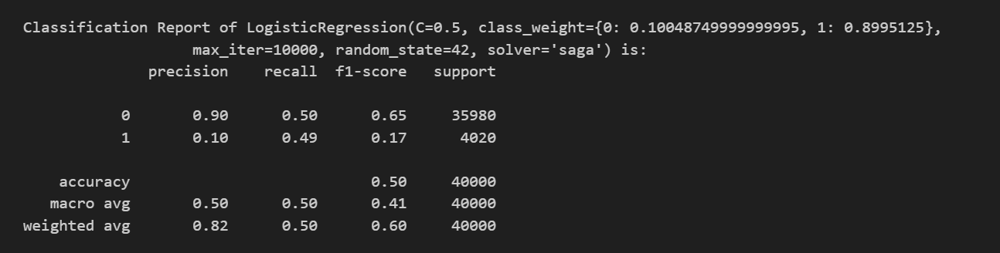 Classification Report of LogisticRegression(C=0.5, class_weight={0: 0.10048749999999995, 1: 0.8995125},
max_iter=10000, random_state=42, solver='saga') is:
precision recall f1-score support
0 0.90 0.50 0.65 35980
1 0.10 0.49 0.17 4020
accuracy 0.50 40000
macro avg 0.50 0.50 0.41 40000
weighted avg 0.82 0.50 0.60 40000